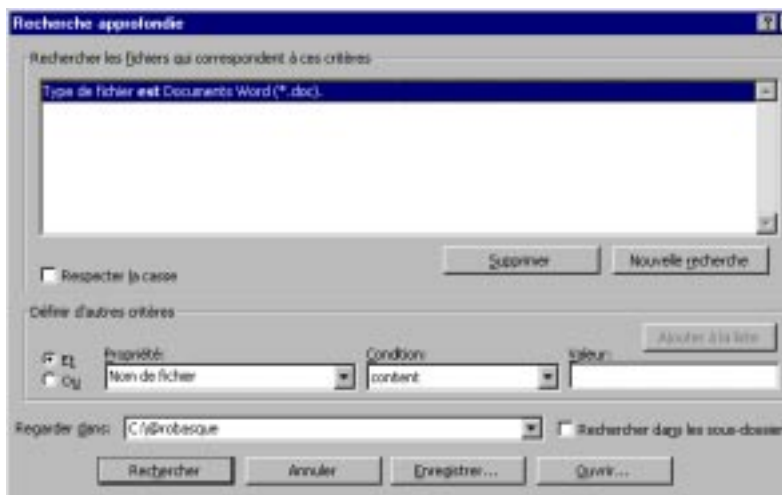 Recherche approfondie
Rechercher les fichiers qui correspondent à ces critères
Type de fichier est Documents Word (*.doc).
Supprimer
Nouvelle recherche
Respecter la casse
Définir d'autres critères
Ajouter à la liste
Et
Ou
Propriété:
Condition:
Valeur:
Nom de fichier
contient
Regarder dans:
C:\@robasque
Rechercher dans les sous-dossier
Rechercher
Annuler
Enregistrer...
Ouvrir...